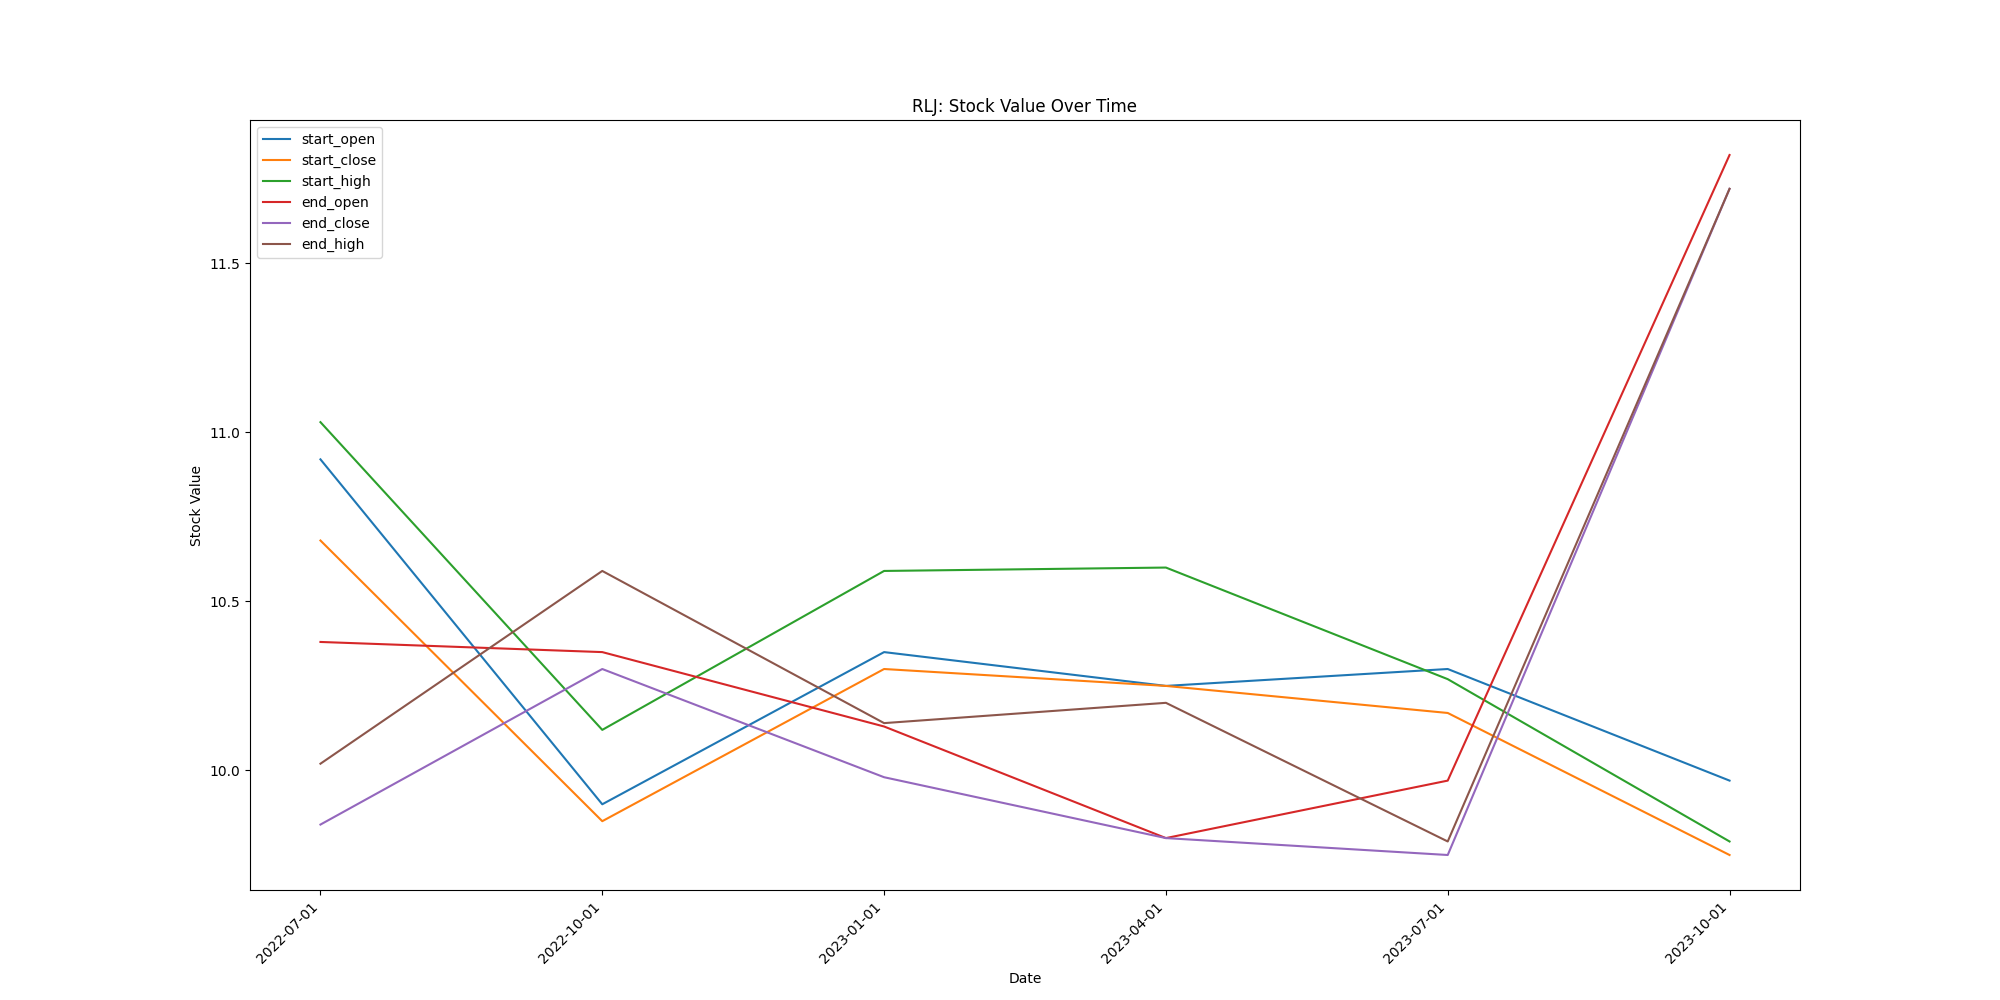 RLJ: Stock Value Over Time
start_open
start_close
start_high
end_open
end_close
end_high
Stock Value
11.5
11.0
10.5
10.0
2022-07-01
2022-10-01
2023-01-01
2023-04-01
2023-07-01
2023-10-01
Date